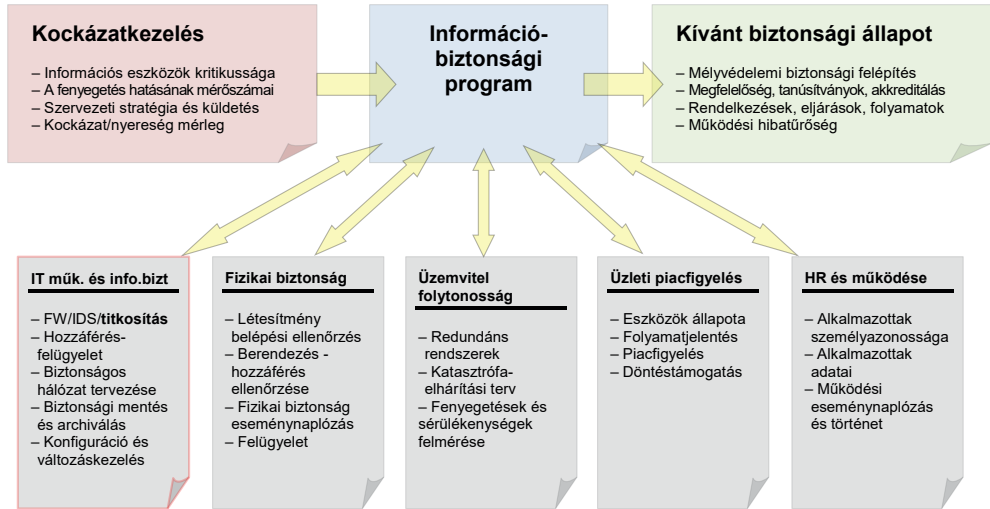 Kockázatkezelés
– Információs eszközök kritikussága
– A fenyegetés hatásának mérőszámai
– Szervezeti stratégia és küldetés
– Kockázat/nyereség mérleg
Információ-
biztonsági
program
Kívánt biztonsági állapot
– Mélyvédelemi biztonsági felépítés
– Megfelelőség, tanúsítványok, akkreditálás
– Rendelkezések, eljárások, folyamatok
– Működési hibatűrőség
IT műk. és info.bizt
– FW/IDS/titkosítás
– Hozzáférés-
felügyelet
– Biztonságos
hálózat tervezése
– Biztonsági mentés
és archiválás
– Konfiguráció és
változáskezelés
Fizikai biztonság
– Létesítmény
belépési ellenőrzés
– Berendezés -
hozzáférés
ellenőrzése
– Fizikai biztonság
eseménynaplózás
– Felügyelet
Üzemvitel
folytonosság
– Redundáns
rendszerek
– Katasztrófa-
elhárítási terv
– Fenyegetések és
sérülékenységek
felmérése
Üzleti piacfigyelés
– Eszközök állapota
– Folyamatjelentés
– Piacfigyelés
– Döntéstámogatás
HR és működése
– Alkalmazottak
személyazonossága
– Alkalmazottak
adatai
– Működési
eseménynaplózás
és történet